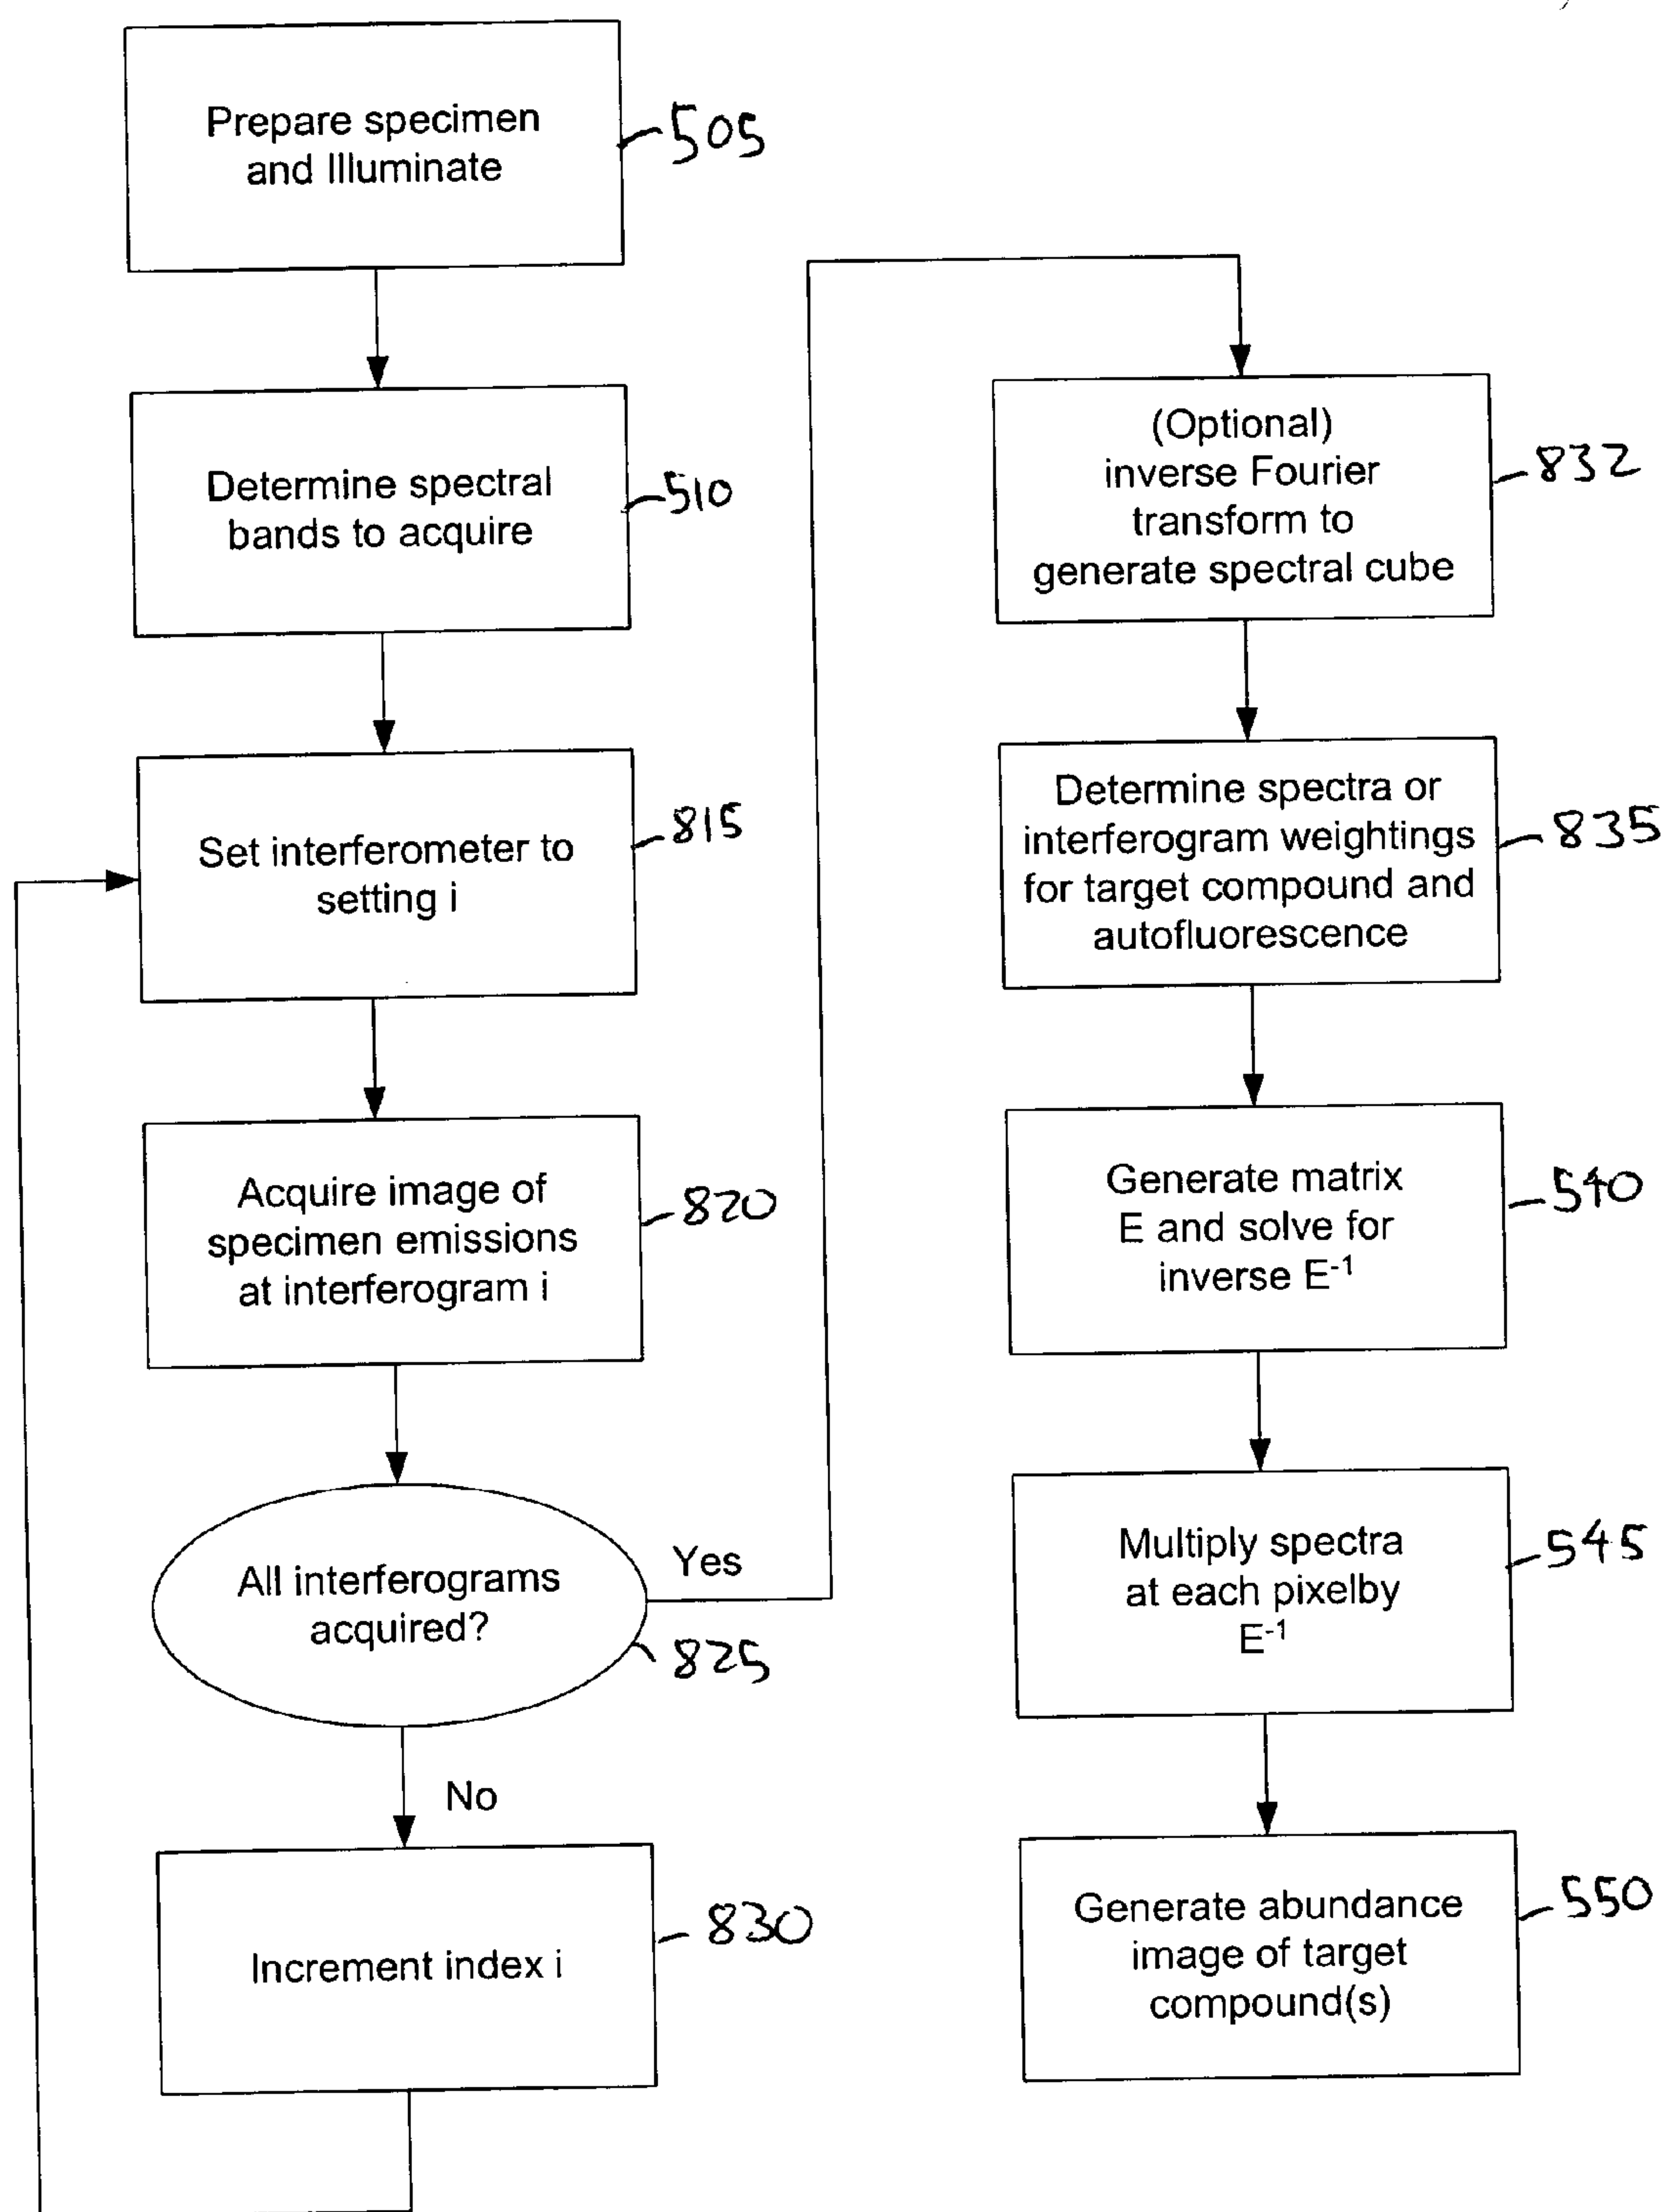 Prepare specimen
and Illuminate
505
Determine spectral
bands to acquire
510
Set interferometer to
setting i
815
Acquire image of
specimen emissions
at interferogram i
820
All interferograms
acquired?
Yes
825
No
Increment index i
830
(Optional)
inverse Fourier
transform to
generate spectral cube
832
Determine spectra or
interferogram weightings
for target compound and
autofluorescence
835
Generate matrix
E and solve for
inverse E⁻¹
540
Multiply spectra
at each pixelby
E⁻¹
545
Generate abundance
image of target
compound(s)
550